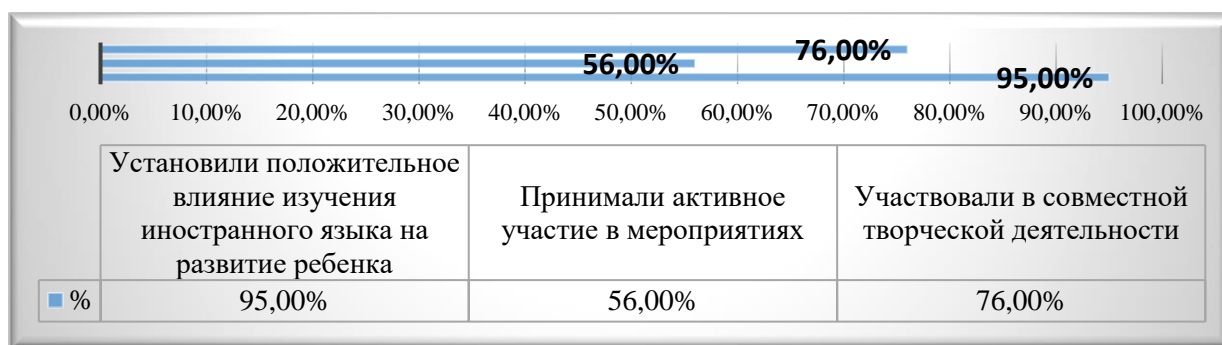 76,00%
56,00%
95,00%
0,00% 10,00% 20,00% 30,00% 40,00% 50,00% 60,00% 70,00% 80,00% 90,00% 100,00%
Установили положительное
влияние изучения
иностранного языка на
развитие ребенка
Принимали активное
участие в мероприятиях
Участвовали в совместной
творческой деятельности
% 95,00% 56,00% 76,00%